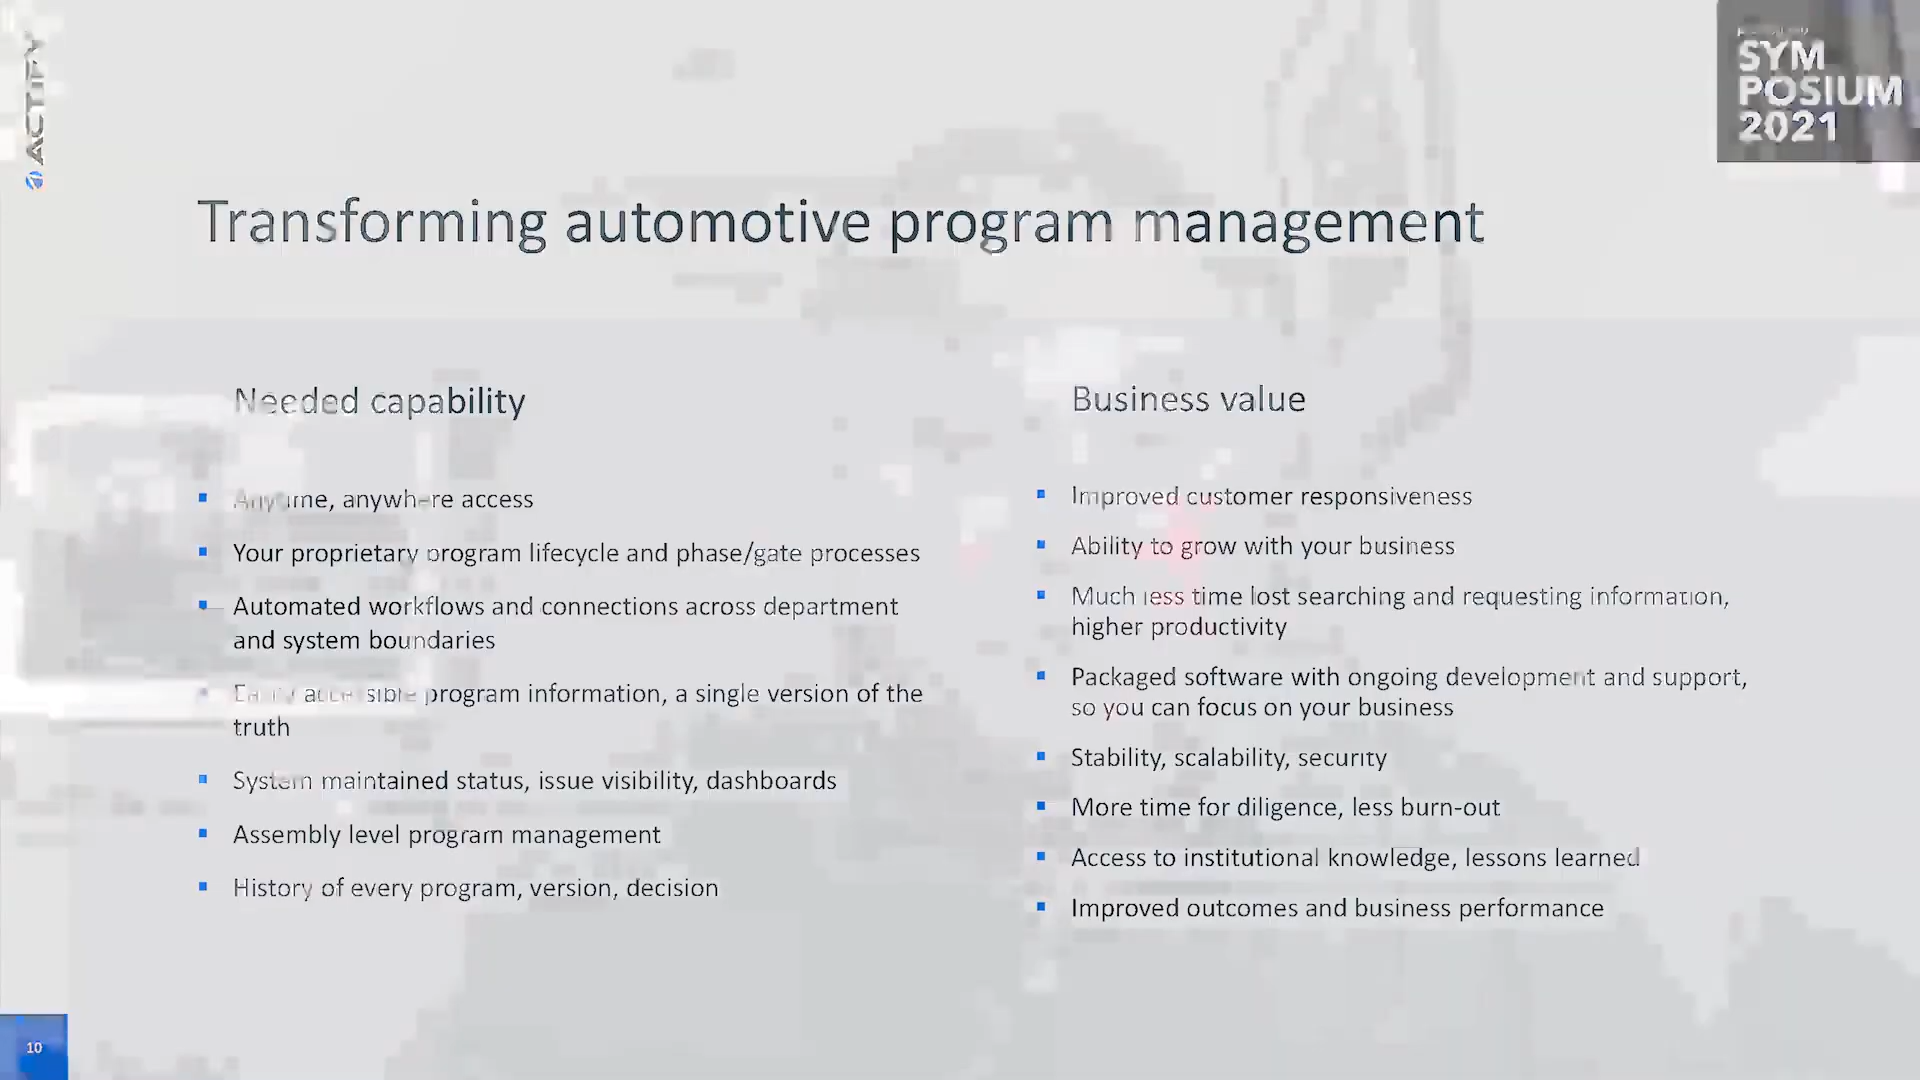 ACTIFY
SYM
POSIUM
2021
Transforming automotive program management
Needed capability
Anytime, anywhere access
Your proprietary program lifecycle and phase/gate processes
Automated workflows and connections across department
and system boundaries
accessible program information, a single version of the
truth
System maintained status, issue visibility, dashboards
Assembly level program management
History of every program, version, decision
Business value
Improved customer responsiveness
Ability to grow with your business
Much less time lost searching and requesting information,
higher productivity
Packaged software with ongoing development and support,
so you can focus on your business
Stability, scalability, security
More time for diligence, less burn-out
Access to institutional knowledge, lessons learned
Improved outcomes and business performance
10